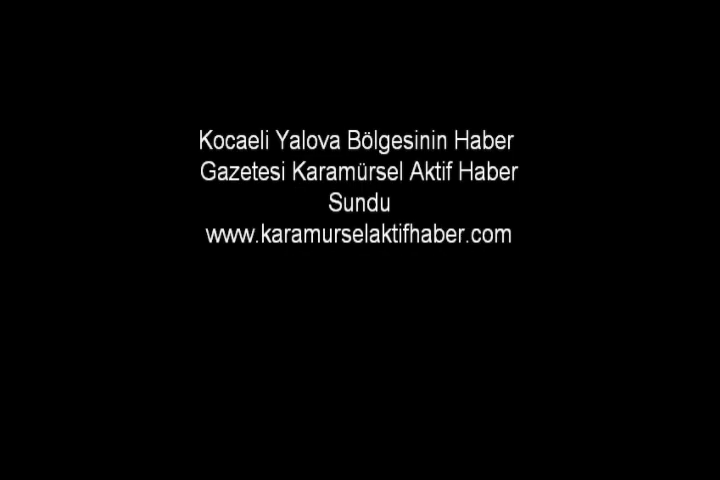 Kocaeli Yalova Bölgesinin Haber
Gazetesi Karamürsel Aktif Haber
Sundu
www.karamurselaktifhaber.com